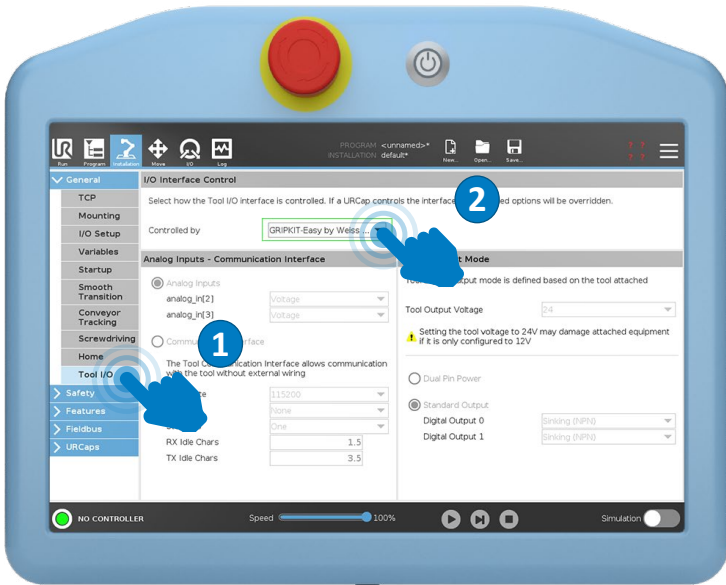 UR
Run
Program
Installation
Move
I/O
Log
PROGRAM <unnamed>*
INSTALLATION default*
New...
Open...
Save...
General
TCP
Mounting
I/O Setup
Variables
Startup
Smooth
Transition
Conveyor
Tracking
Screwdriving
Home
Tool I/O
Safety
Features
Fieldbus
URCaps
I/O Interface Control
Select how the Tool I/O interface is controlled. If a URCap controls the interface, ed options will be overridden.
Controlled by
GRIPKIT-Easy by Weiss ...
2
Analog Inputs - Communication Interface
Analog Inputs
analog_in[2]
Voltage
analog_in[3]
Voltage
1
The Tool Communication Interface allows communication
with the tool without external wiring
115200
None
One
RX Idle Chars
1.5
TX Idle Chars
3.5
Mode
output mode is defined based on the tool attached
Tool Output Voltage
24
Setting the tool voltage to 24V may damage attached equipment
if it is only configured to 12V
Dual Pin Power
Standard Output
Digital Output 0
Sinking (NPN)
Digital Output 1
Sinking (NPN)
NO CONTROLLER
Speed
100%
Simulation